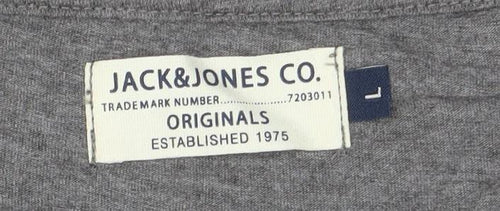 JACK&JONES CO.
TRADEMARK NUMBER..................7203011
ORIGINALS
ESTABLISHED 1975
L